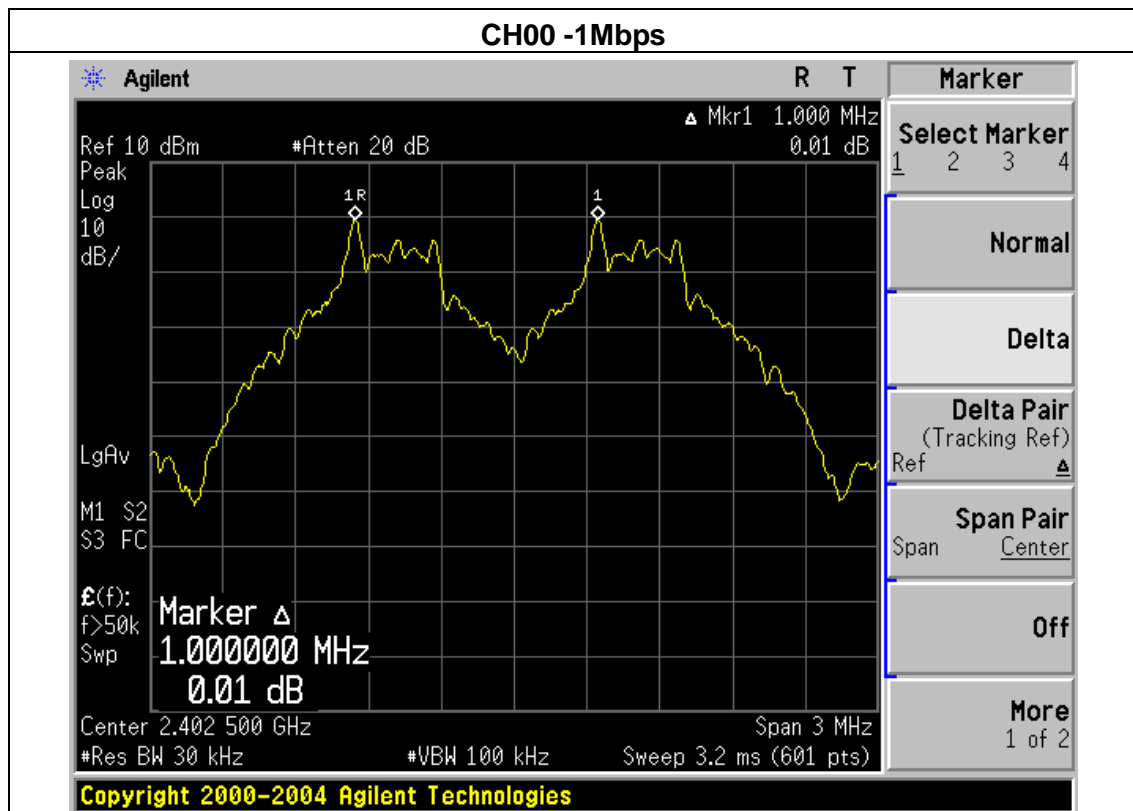 CH00 -1Mbps
Agilent R T Marker
Δ Mkr1 1.000 MHz
Ref 10 dBm #Atten 20 dB 0.01 dB
Peak
Log
10
dB/
1R
1
LgAv
M1 S2
S3 FC
£(f):
f>50k
Swp
Marker Δ
1.000000 MHz
0.01 dB
Center 2.402 500 GHz Span 3 MHz
#Res BW 30 kHz #VBW 100 kHz Sweep 3.2 ms (601 pts)
Select Marker
1 2 3 4
Normal
Delta
Delta Pair
(Tracking Ref)
Ref Δ
Span Pair
Span Center
Off
More
1 of 2
Copyright 2000-2004 Agilent Technologies